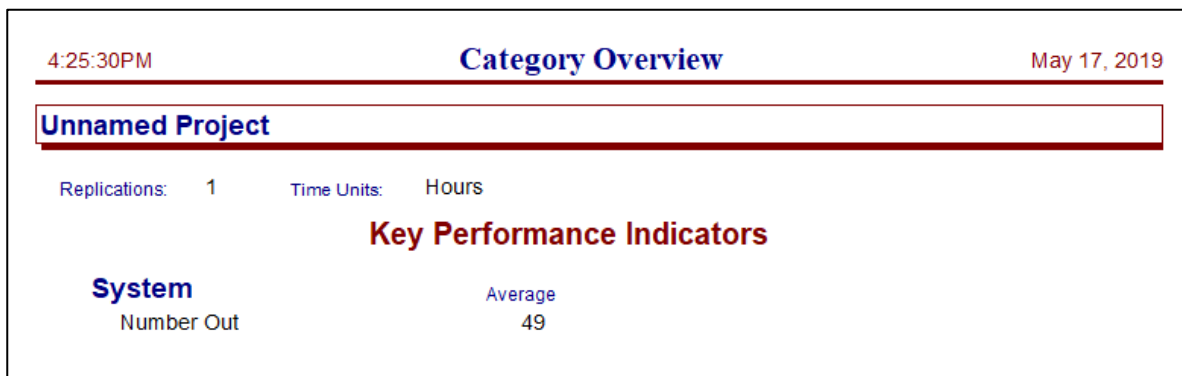 4:25:30PM Category Overview May 17, 2019
Unnamed Project
Replications: 1 Time Units: Hours
Key Performance Indicators
System Average
Number Out 49